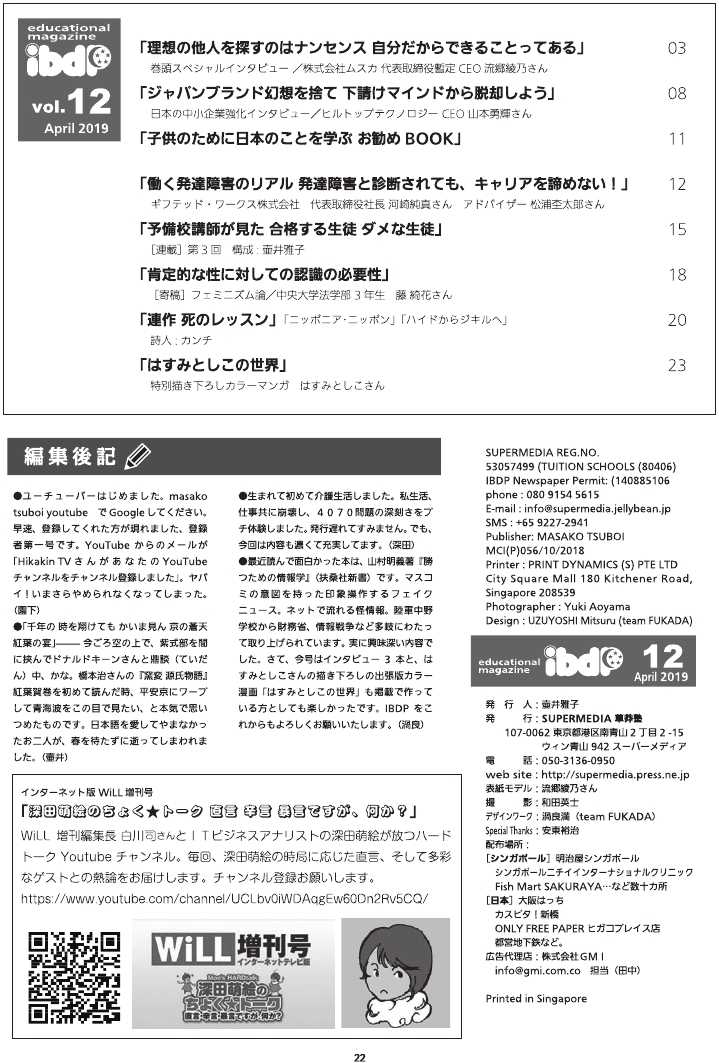 educational
magazine
ibdp
vol.12
April 2019
「理想の他人を探すのはナンセンス 自分だからできることってある」 03
巻頭スペシャルインタビュー ／株式会社ムスカ 代表取締役暫定 CEO 流郷綾乃さん
「ジャパンブランド幻想を捨て 下請けマインドから脱却しよう」 08
日本の中小企業強化インタビュー／ヒルトップテクノロジー CEO 山本勇輝さん
「子供のために日本のことを学ぶ お勧め BOOK」 11
「働く発達障害のリアル 発達障害と診断されても、キャリアを諦めない！」 12
ギフテッド・ワークス株式会社　代表取締役社長 河崎純真さん　アドバイザー 松浦杢太郎さん
「予備校講師が見た 合格する生徒 ダメな生徒」 15
［連載］第 3 回　構成 : 壷井雅子
「肯定的な性に対しての認識の必要性」 18
［寄稿］フェミニズム論／中央大学法学部 3 年生　藤 綺花さん
「連作 死のレッスン」「ニッポニア・ニッポン」「ハイドからジキルへ」 20
詩人 : カンチ
「はすみとしこの世界」 23
特別描き下ろしカラーマンガ　はすみとしこさん
編集後記
●ユーチューバーはじめました。masako
tsuboi youtube　で Google してください。
早速、登録してくれた方が現れました、登録
者第一号です。YouTube からのメールが
「Hikakin TV さんがあなたの YouTube
チャンネルをチャンネル登録しました」。ヤバ
イ！いまさらやめられなくなってしまった。
（園下）
●「千年の 時を翔けても かいま見ん 京の蒼天
紅葉の宴」―― 今ごろ空の上で、紫式部を間
に挟んでドナルドキーンさんと鼎談（ていだ
ん）中、かな。橋本治さんの『窯変 源氏物語』
紅葉賀巻を初めて読んだ時、平安京にワープ
して青海波をこの目で見たい、と本気で思い
つめたものです。日本語を愛してやまなかっ
たお二人が、春を待たずに逝ってしまわれま
した。（壷井）
●生まれて初めて介護生活しました。私生活、
仕事共に崩壊し、４０７０問題の深刻さをプ
チ体験しました。発行遅れてすみません。でも、
今回は内容も濃くて充実してます。（深田）
●最近読んで面白かった本は、山村明義著『勝
つための情報学』（扶桑社新書）です。マスコ
ミの意図を持った印象操作するフェイク
ニュース。ネットで流れる怪情報。陸軍中野
学校から財務省、情報戦争など多岐にわたっ
て取り上げられています。実に興味深い内容で
した。さて、今号はインタビュー 3 本と、は
すみとしこさんの描き下しの出張版カラー
漫画「はすみとしこの世界」も掲載で作って
いる方としても楽しかったです。IBDP をこ
れからもよろしくお願いいたします。（満良）
インターネット版 WiLL 増刊号
「深田萌絵のちょく★トーク 直言 辛言 暴言ですが、何か？」
WiLL 増刊編集長 白川司さんとＩＴビジネスアナリストの深田萌絵が放つハード
トーク Youtube チャンネル。毎回、深田萌絵の時局に応じた直言、そして多彩
なゲストとの熱論をお届けします。チャンネル登録お願いします。
https://www.youtube.com/channel/UCLbv0iWDAqgEw60Dn2Rv5CQ/
WiLL増刊号
インターネットテレビ版
Moe's HARDtalk
深田萌絵の
ちょく☆トーク
直言・辛言・暴言ですが、何か?
SUPERMEDIA REG.NO.
53057499 (TUITION SCHOOLS (80406)
IBDP Newspaper Permit: (140885106
phone : 080 9154 5615
E-mail : info@supermedia.jellybean.jp
SMS : +65 9227-2941
Publisher: MASAKO TSUBOI
MCI(P)056/10/2018
Printer : PRINT DYNAMICS (S) PTE LTD
City Square Mall 180 Kitchener Road,
Singapore 208539
Photographer : Yuki Aoyama
Design : UZUYOSHI Mitsuru (team FUKADA)
educational
magazine
ibdp
12
April 2019
発　行　人 : 壷井雅子
発　　　行 : SUPERMEDIA 華莽塾
107-0062 東京都港区南青山 2 丁目 2 -15
ウィン青山 942 スーパーメディア
電　　　話 : 050-3136-0950
web site : http://supermedia.press.ne.jp
表紙モデル : 流郷綾乃さん
撮　　　影 : 和田英士
デザインワーク : 渦良満（team FUKADA）
Special Thanks : 安東裕治
配布場所 :
［シンガポール］明治屋シンガポール
シンガポールニチイインターナショナルクリニック
Fish Mart SAKURAYA…など数十カ所
［日本］大阪はっち
カスピタ！新橋
ONLY FREE PAPER ヒガコプレイス店
都営地下鉄など。
広告代理店 : 株式会社ＧＭＩ
info@gmi.com.co　担当（田中）
Printed in Singapore
22